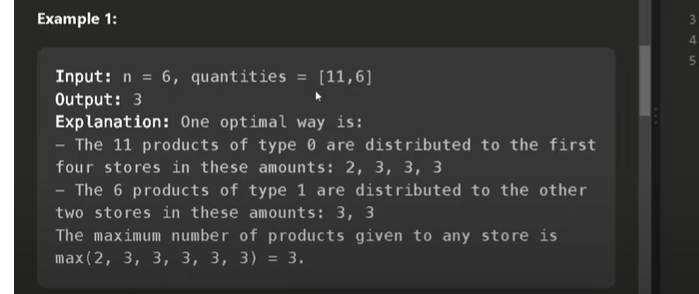 Example 1:
3
4
5
Input: n = 6, quantities = [11,6]
Output: 3
Explanation: One optimal way is:
- The 11 products of type 0 are distributed to the first
four stores in these amounts: 2, 3, 3, 3
- The 6 products of type 1 are distributed to the other
two stores in these amounts: 3, 3
The maximum number of products given to any store is
max(2, 3, 3, 3, 3, 3) = 3.